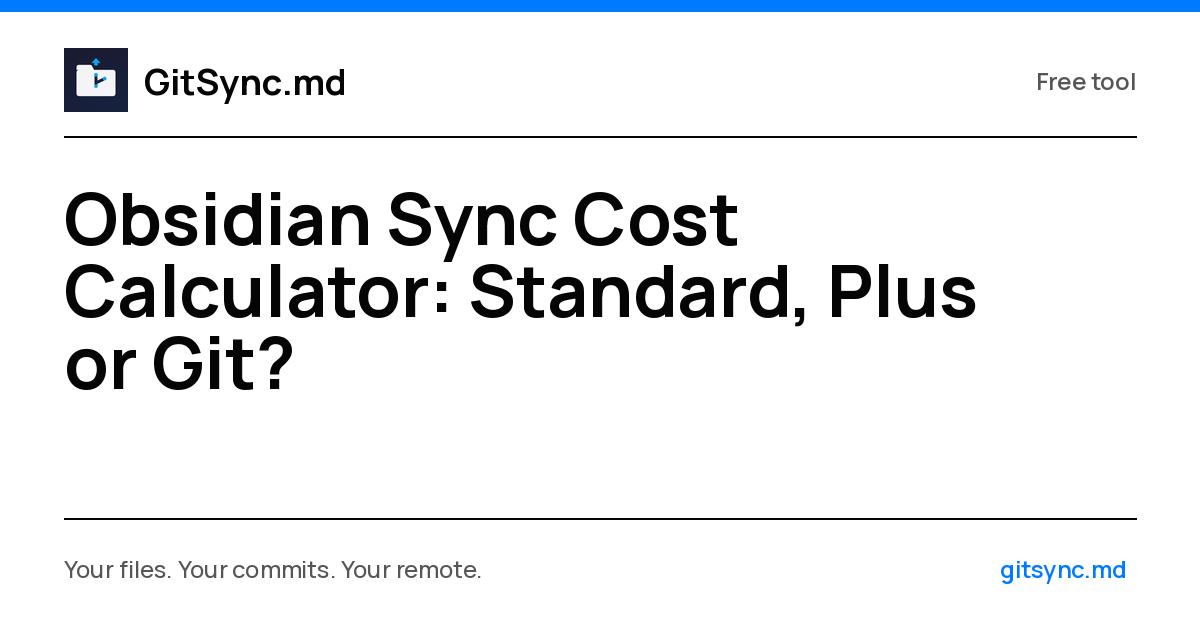 GitSync.md
Free tool
Obsidian Sync Cost
Calculator: Standard, Plus
or Git?
Your files. Your commits. Your remote.
gitsync.md